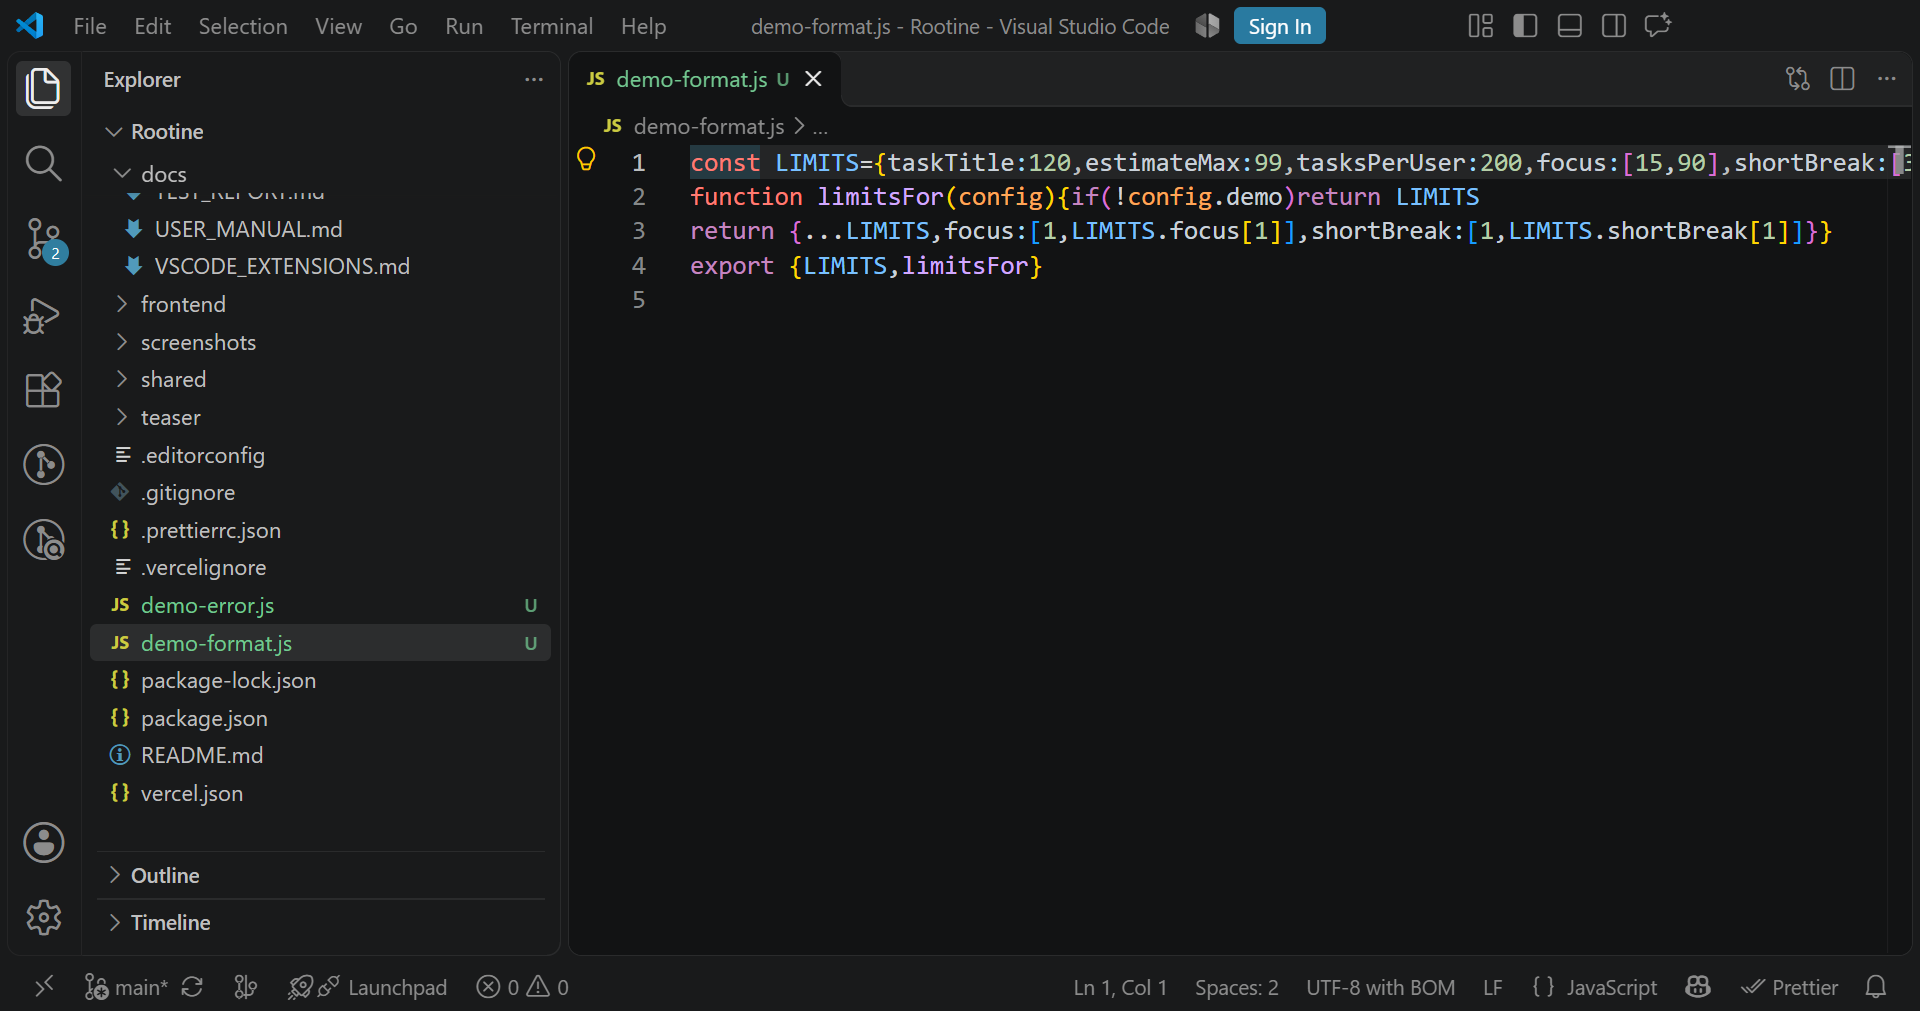 File Edit Selection View Go Run Terminal Help
demo-format.js - Rootine - Visual Studio Code
Sign In
Explorer
Rootine
docs
TEST_REPORT.md
USER_MANUAL.md
VSCODE_EXTENSIONS.md
frontend
screenshots
shared
teaser
.editorconfig
.gitignore
{} .prettierrc.json
.vercelignore
JS demo-error.js U
JS demo-format.js U
{} package-lock.json
{} package.json
README.md
{} vercel.json
Outline
Timeline
2
JS demo-format.js U
JS demo-format.js > ...
1 const LIMITS={taskTitle:120,estimateMax:99,tasksPerUser:200,focus:[15,90],shortBreak:[3
2 function limitsFor(config){if(!config.demo)return LIMITS
3 return {...LIMITS,focus:[1,LIMITS.focus[1]],shortBreak:[1,LIMITS.shortBreak[1]]}}
4 export {LIMITS,limitsFor}
5
main* Launchpad 0 0
Ln 1, Col 1 Spaces: 2 UTF-8 with BOM LF {} JavaScript Prettier